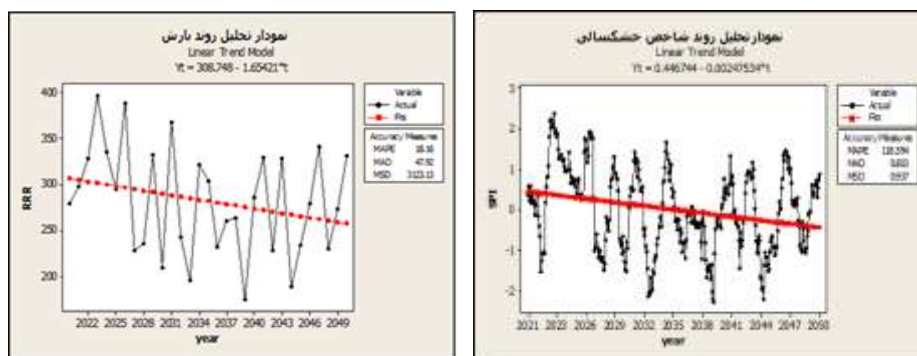 نمودار تحلیل روند بارش
Linear Trend Model
Yt = 308.748 - 1.65421*t
Variable
Actual
Fits
Accuracy Measures
MAPE
MAD
MSD
400
350
300
250
200
RRR
2022 2025 2028 2031 2034 2037 2040 2043 2046 2049
year
نمودار تحلیل روند شاخص خشکسالی
Linear Trend Model
Yt = 0.446744 - 0.00247534*t
Variable
Actual
Fits
Accuracy Measures
MAPE
MAD
MSD
3
2
1
0
-1
-2
SPI
2021 2023 2026 2029 2032 2035 2038 2041 2044 2047 2050
year